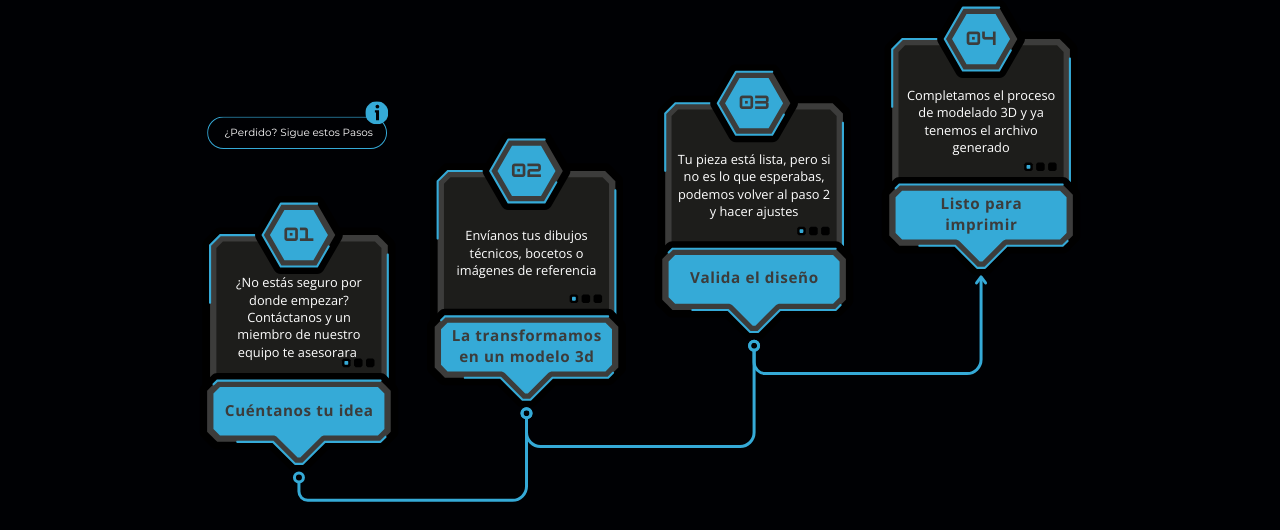 ¿Perdido? Sigue estos Pasos
01
¿No estás seguro por
donde empezar?
Contáctanos y un
miembro de nuestro
equipo te asesorara
Cuéntanos tu idea
02
Envíanos tus dibujos
técnicos, bocetos o
imágenes de referencia
La transformamos
en un modelo 3d
03
Tu pieza está lista, pero si
no es lo que esperabas,
podemos volver al paso 2
y hacer ajustes
Valida el diseño
04
Completamos el proceso
de modelado 3D y ya
tenemos el archivo
generado
Listo para
imprimir